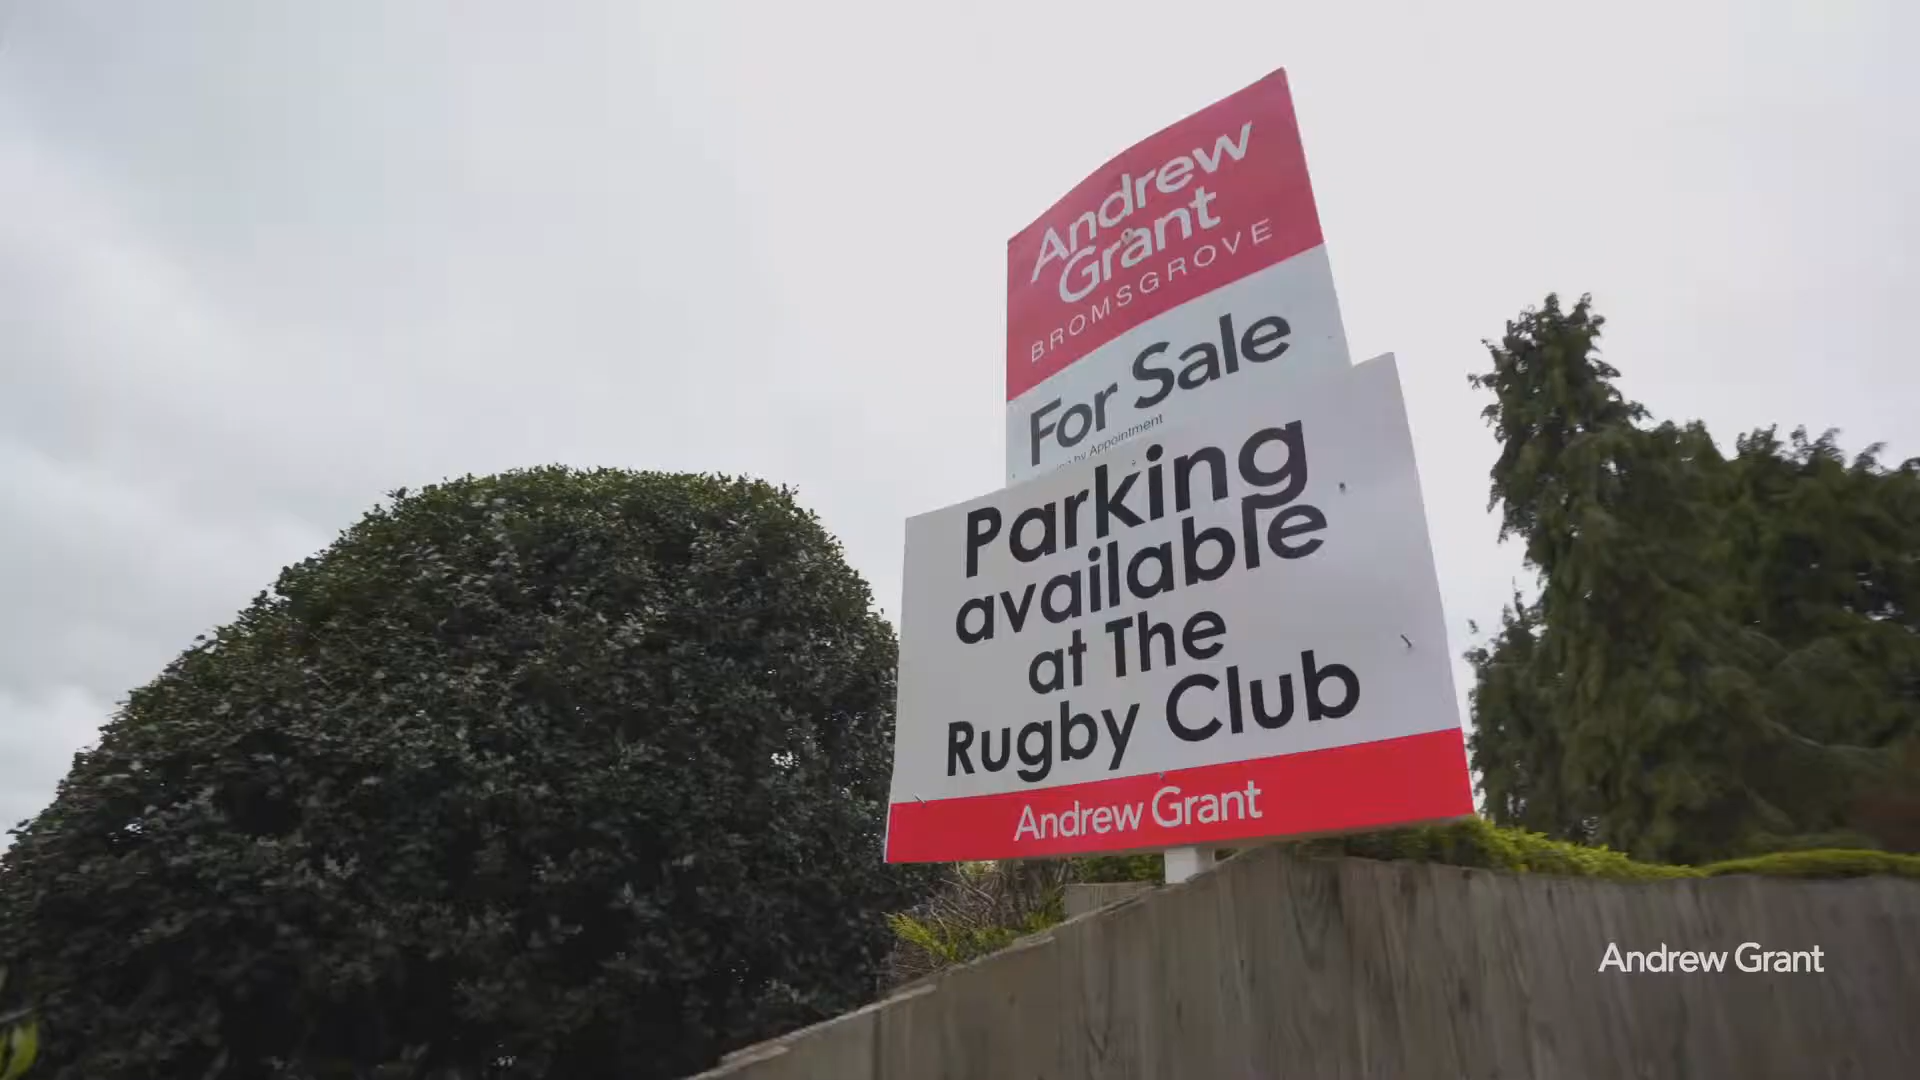 Andrew
Grant
BROMSGROVE
For Sale
by Appointment
Parking
available
at The
Rugby Club
Andrew Grant
Andrew Grant